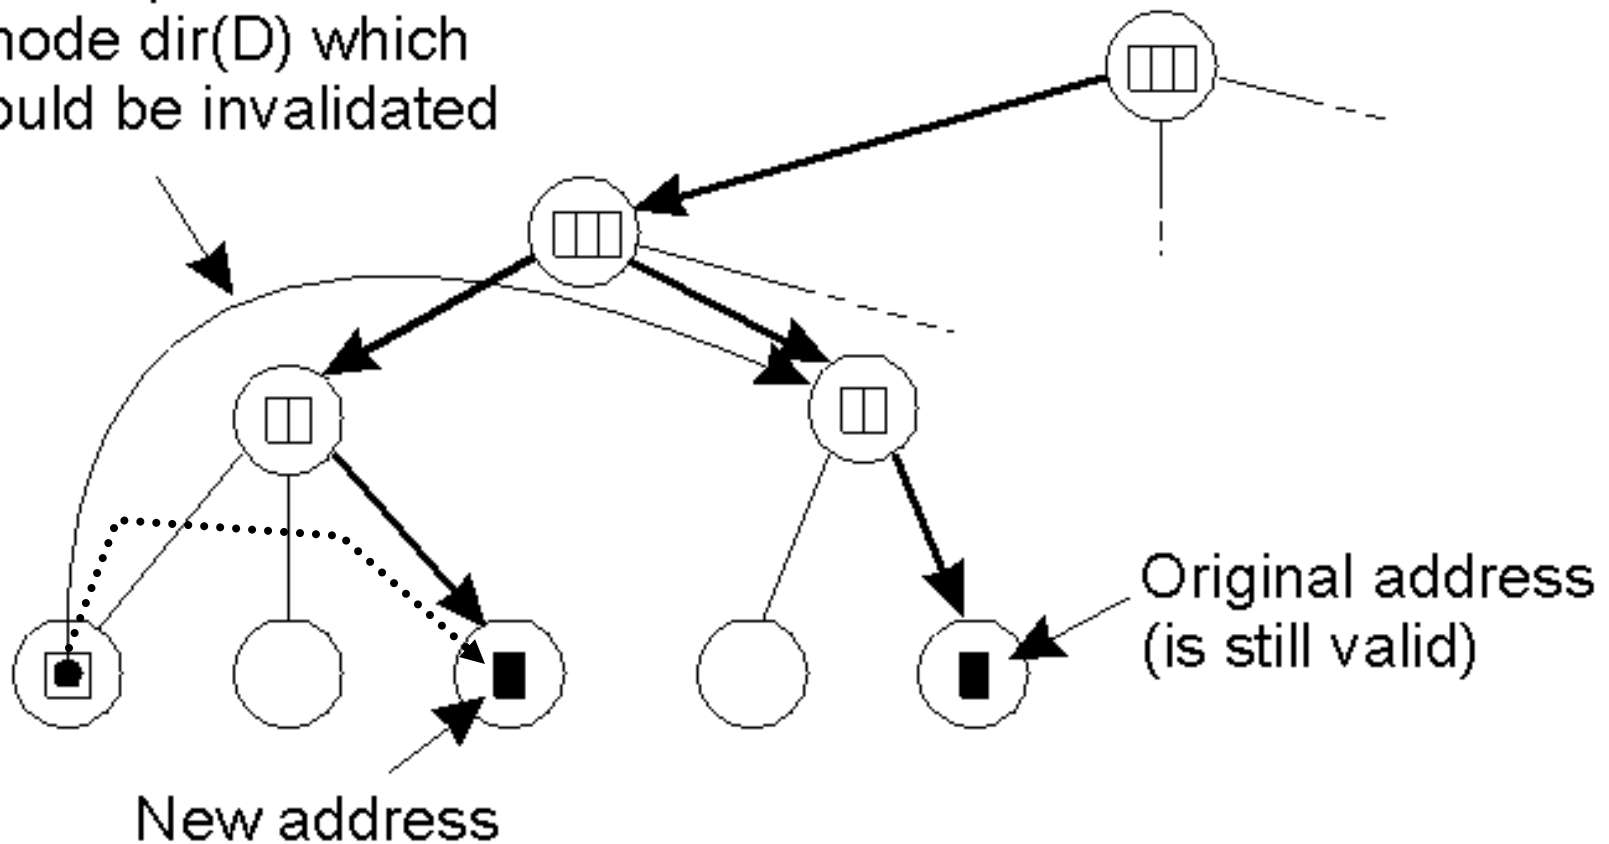 node dir(D) which
ould be invalidated
Original address
(is still valid)
New address